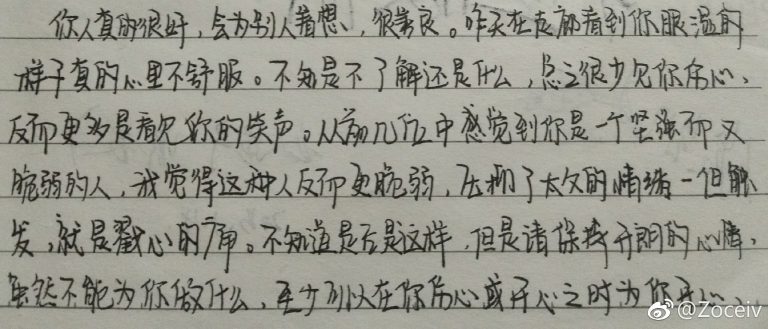 你人真的很好，会为别人着想，很善良。昨天在走廊看到你眼湿的
样子真的心里不舒服。不知是不了解还是什么，总之很少见你伤心，
反而更多是看见你的笑声。从前几位中感觉到你是一个坚强而又
脆弱的人，我觉得这种人反而更脆弱，压抑了太久的情绪一但触
发，就是戳心的痛。不知道是否是这样，但是请保持开朗的心情，
虽然不能为你做什么，至少可以在你伤心或开心之时为你
@Zoceiv